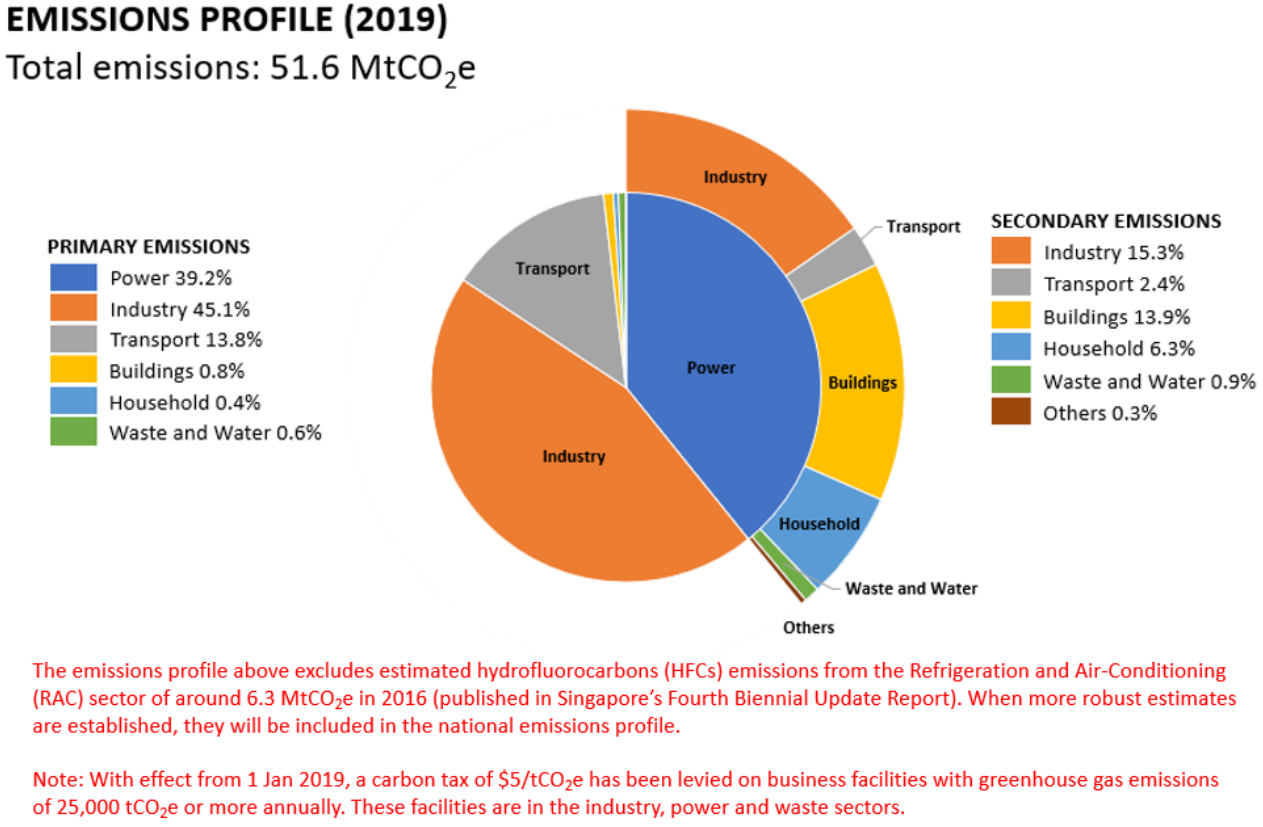 EMISSIONS PROFILE (2019)
Total emissions: 51.6 MtCO₂e
PRIMARY EMISSIONS
Power 39.2%
Industry 45.1%
Transport 13.8%
Buildings 0.8%
Household 0.4%
Waste and Water 0.6%
Industry
Transport
Transport
Power
Buildings
Industry
Household
Waste and Water
Others
SECONDARY EMISSIONS
Industry 15.3%
Transport 2.4%
Buildings 13.9%
Household 6.3%
Waste and Water 0.9%
Others 0.3%
The emissions profile above excludes estimated hydrofluorocarbons (HFCs) emissions from the Refrigeration and Air-Conditioning
(RAC) sector of around 6.3 MtCO₂e in 2016 (published in Singapore’s Fourth Biennial Update Report). When more robust estimates
are established, they will be included in the national emissions profile.
Note: With effect from 1 Jan 2019, a carbon tax of $5/tCO₂e has been levied on business facilities with greenhouse gas emissions
of 25,000 tCO₂e or more annually. These facilities are in the industry, power and waste sectors.